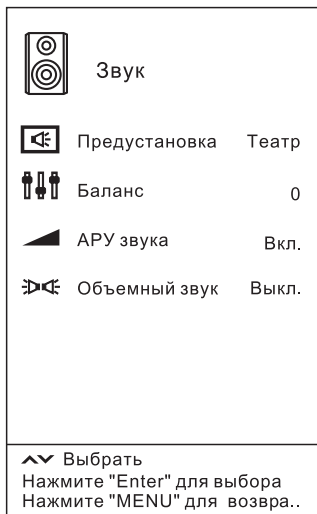 Звук
Предустановка Театр
Баланс 0
АРУ звука Вкл.
Объемный звук Выкл.
Выбрать
Нажмите "Enter" для выбора
Нажмите "MENU" для возвра..